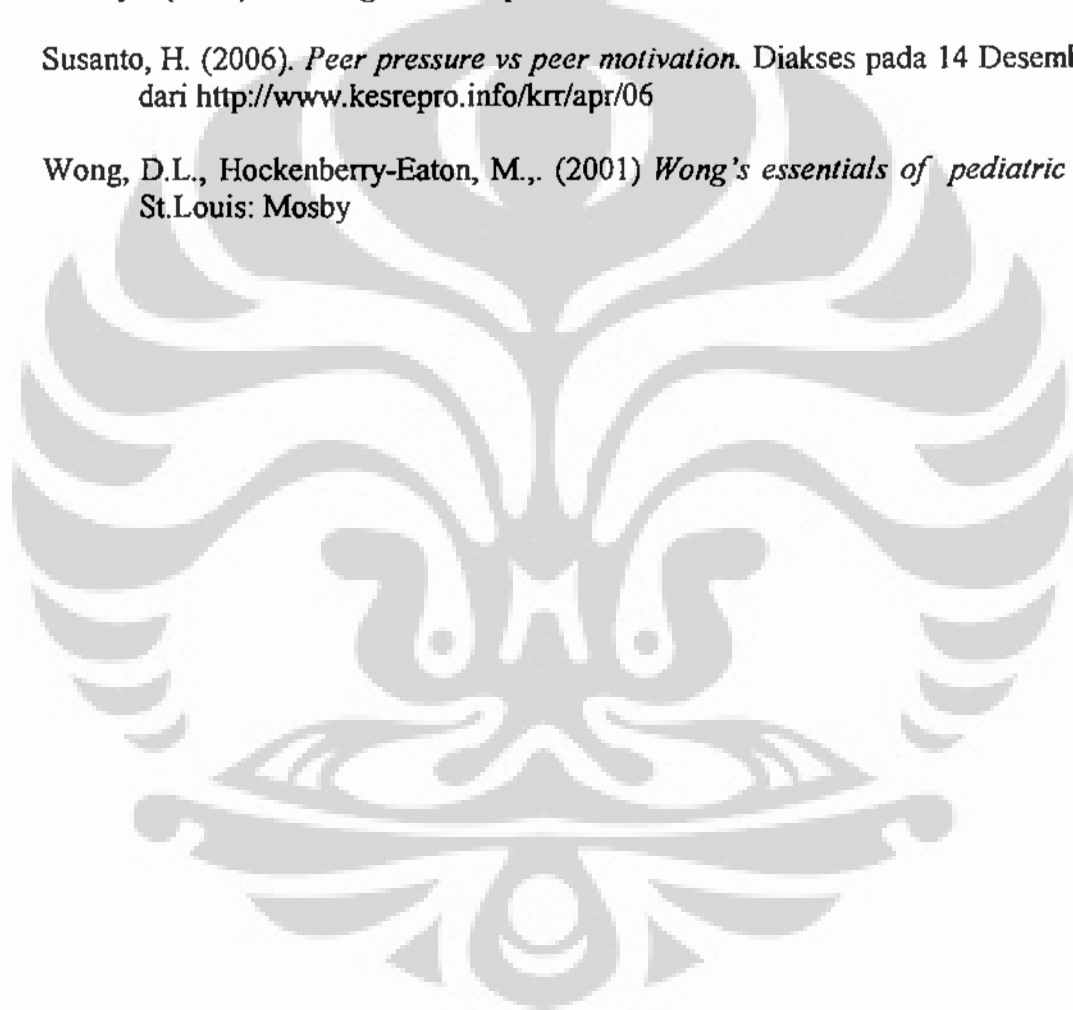 Susanto, H. (2006). Peer pressure vs peer motivation. Diakses pada 14
dari http://www.kesrepro.info/krr/apr/06
Wong, D.L., Hockenberry-Eaton, M.,. (2001) Wong's essentials of pediatric
St.Louis: Mosby